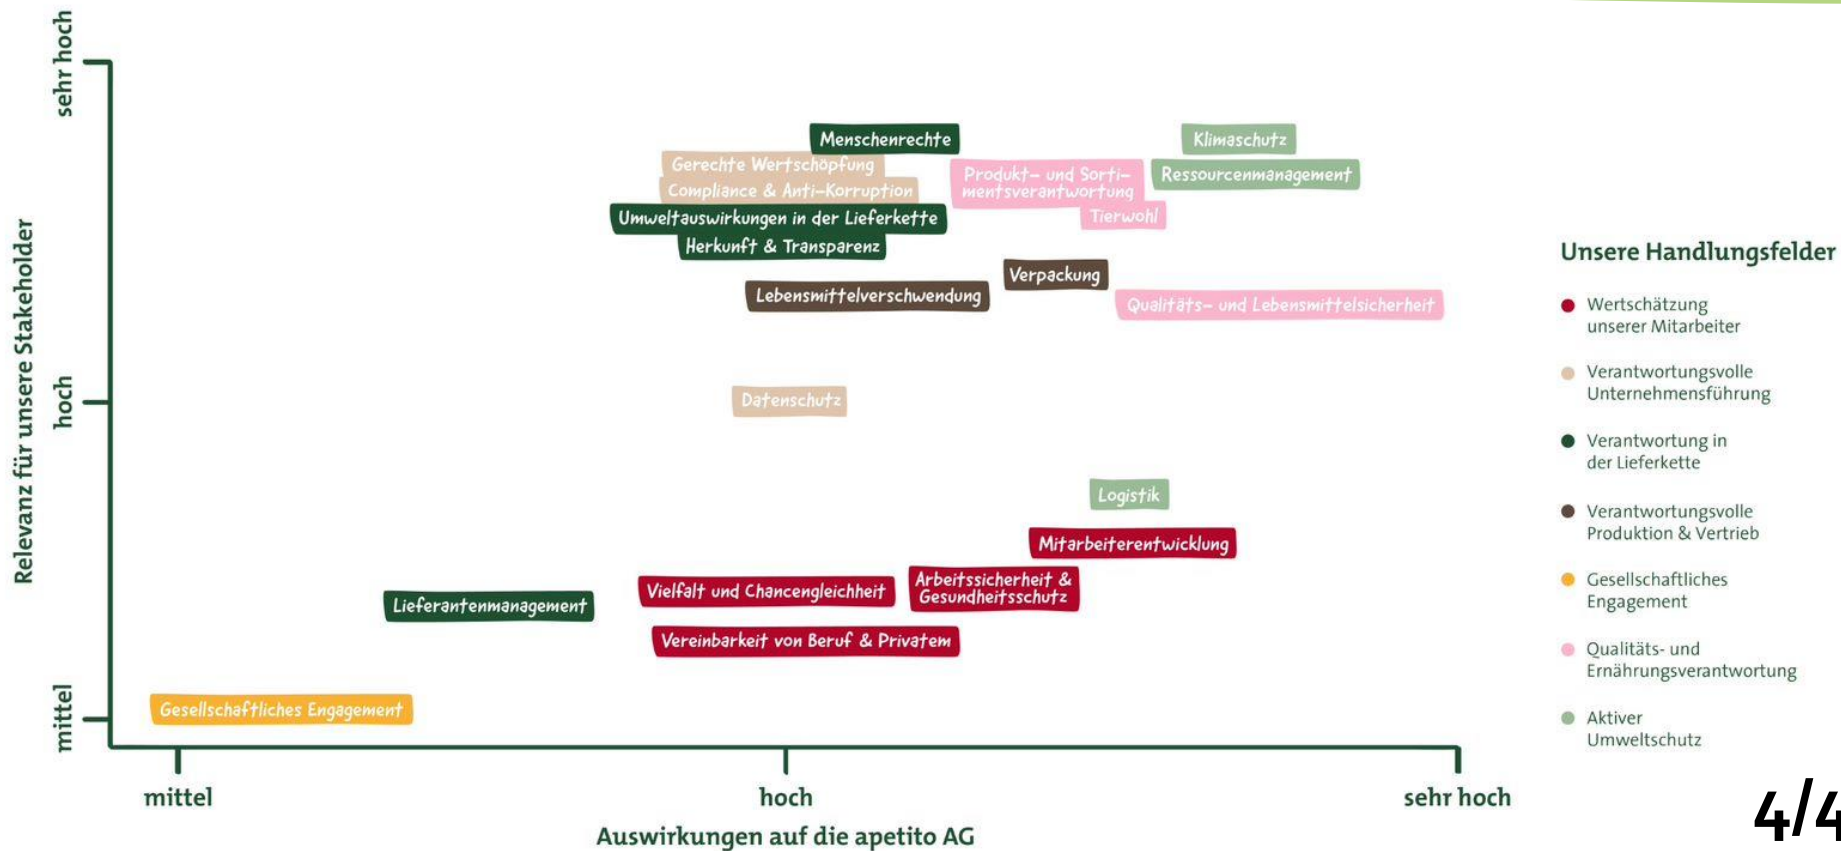 sehr hoch
hoch
mittel
Relevanz für unsere Stakeholder
Menschenrechte
Klimaschutz
Gerechte Wertschöpfung
Produkt- und Sorti-
mentsverantwortung
Ressourcenmanagement
Compliance & Anti-Korruption
Umweltauswirkungen in der Lieferkette
Tierwohl
Herkunft & Transparenz
Verpackung
Lebensmittelverschwendung
Qualitäts- und Lebensmittelsicherheit
Datenschutz
Logistik
Mitarbeiterentwicklung
Vielfalt und Chancengleichheit
Arbeitssicherheit &
Gesundheitsschutz
Lieferantenmanagement
Vereinbarkeit von Beruf & Privatem
Gesellschaftliches Engagement
mittel
hoch
sehr hoch
Auswirkungen auf die apetito AG
Unsere Handlungsfelder
Wertschätzung
unserer Mitarbeiter
Verantwortungsvolle
Unternehmensführung
Verantwortung in
der Lieferkette
Verantwortungsvolle
Produktion & Vertrieb
Gesellschaftliches
Engagement
Qualitäts- und
Ernährungsverantwortung
Aktiver
Umweltschutz
4/4